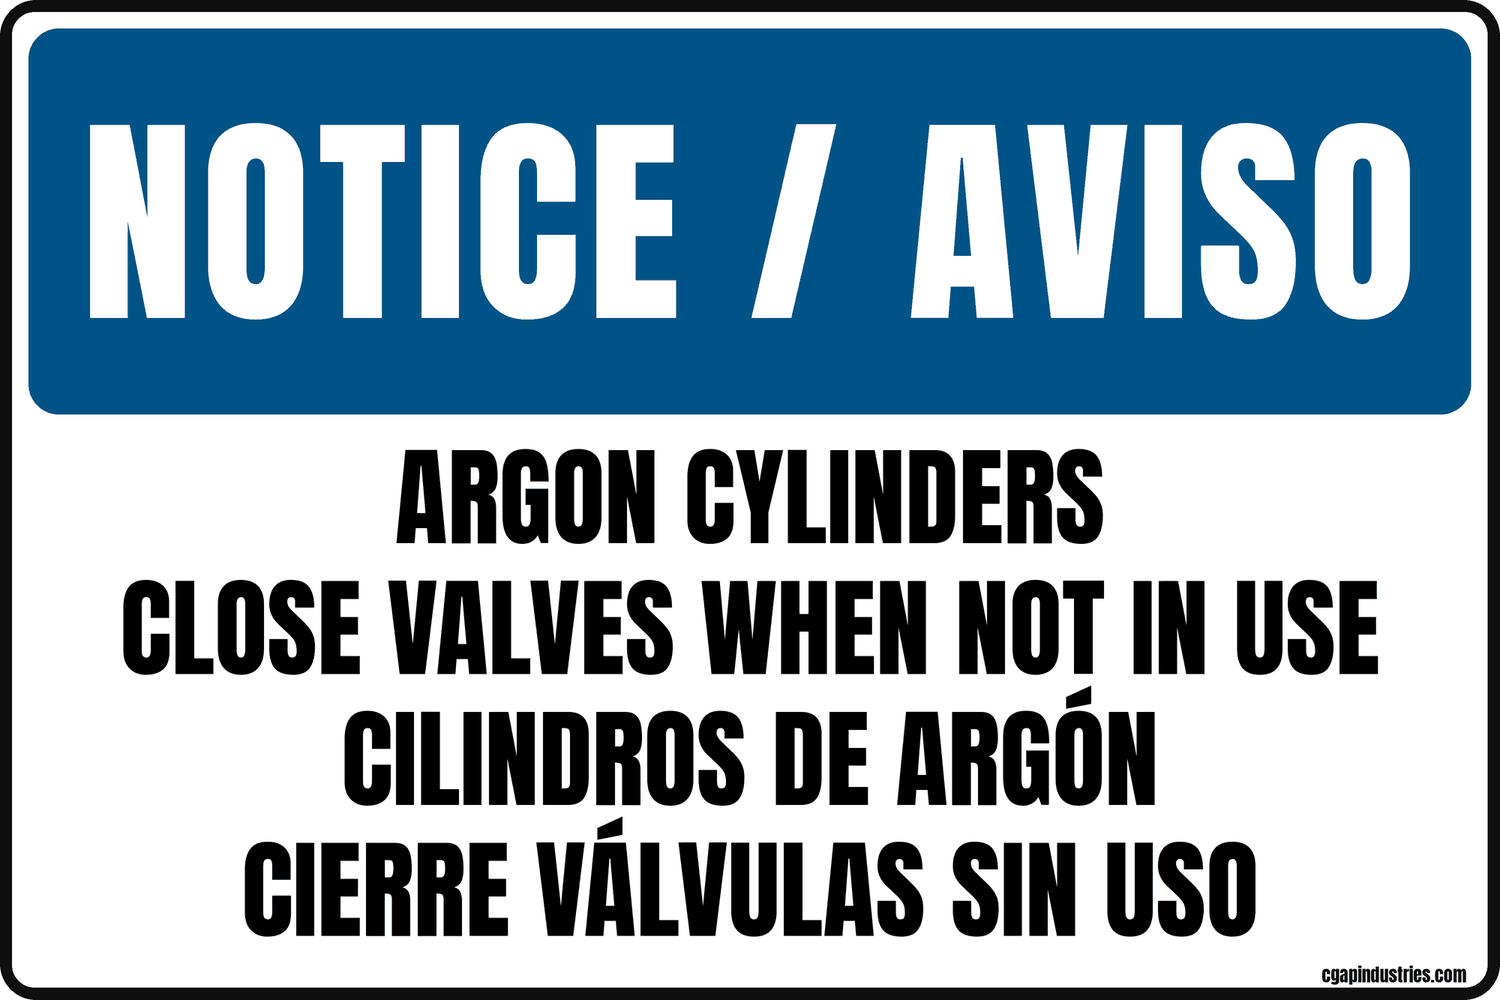 NOTICE / AVISO
ARGON CYLINDERS
CLOSE VALVES WHEN NOT IN USE
CILINDROS DE ARGÓN
CIERRE VÁLVULAS SIN USO
cgapindustries.com